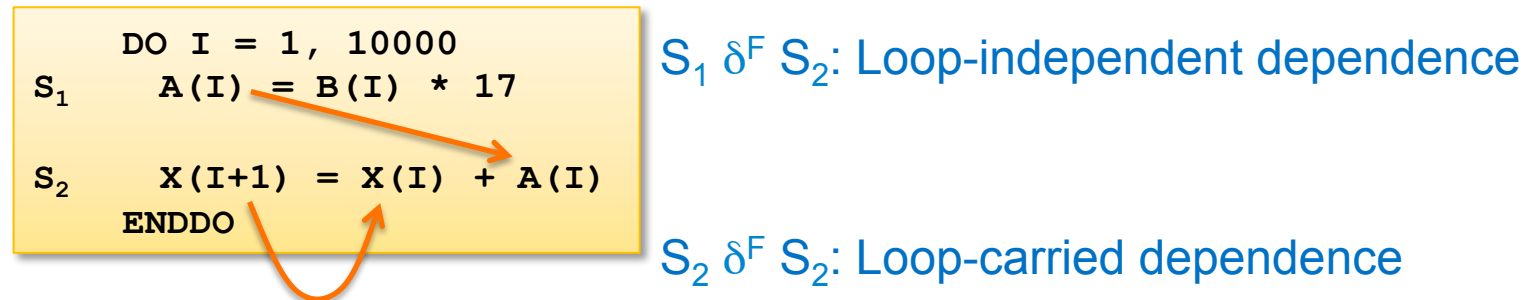 DO I = 1, 10000
S₁ A(I) = B(I) * 17
S₂ X(I+1) = X(I) + A(I)
ENDDO
S₁ δᶠ S₂: Loop-independent dependence
S₂ δᶠ S₂: Loop-carried dependence